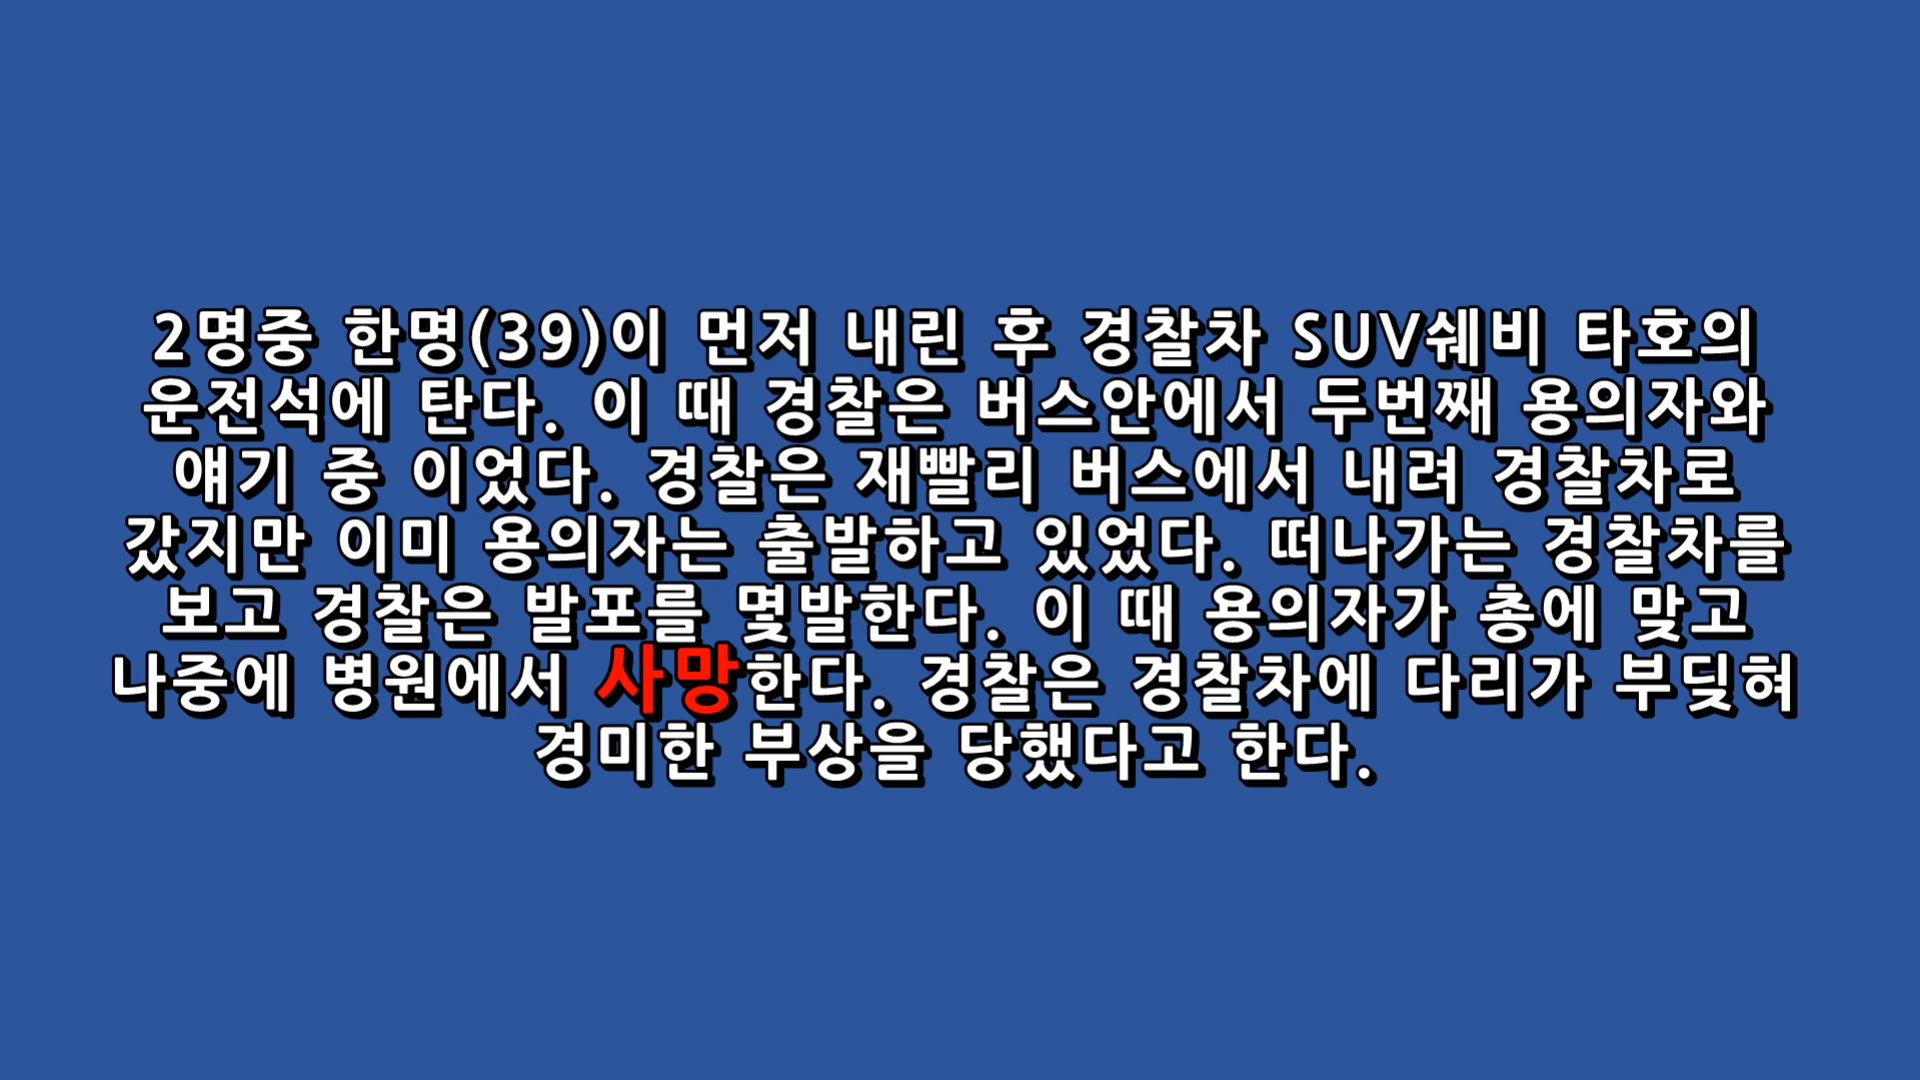 2명중 한명(39)이 먼저 내린 후 경찰차 SUV쉐비 타호의
운전석에 탄다. 이 때 경찰은 버스안에서 두번째 용의자와
얘기 중 이었다. 경찰은 재빨리 버스에서 내려 경찰차로
갔지만 이미 용의자는 출발하고 있었다. 떠나가는 경찰차를
보고 경찰은 발포를 몇발한다. 이 때 용의자가 총에 맞고
나중에 병원에서 사망한다. 경찰은 경찰차에 다리가 부딪혀
경미한 부상을 당했다고 한다.